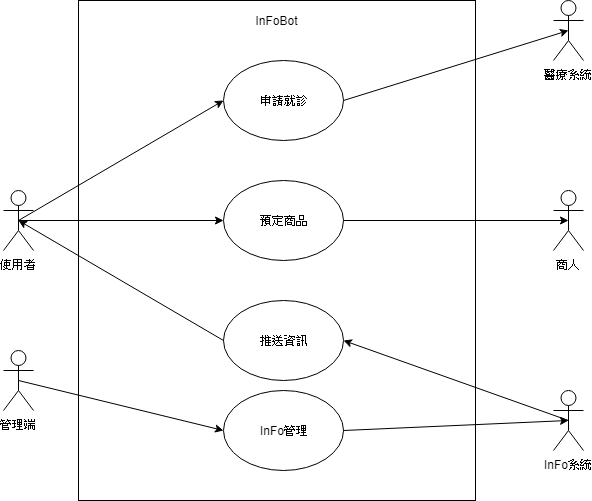 InFoBot
醫療系統
申請就診
使用者
預定商品
商人
推送資訊
管理端
InFo管理
InFo系統